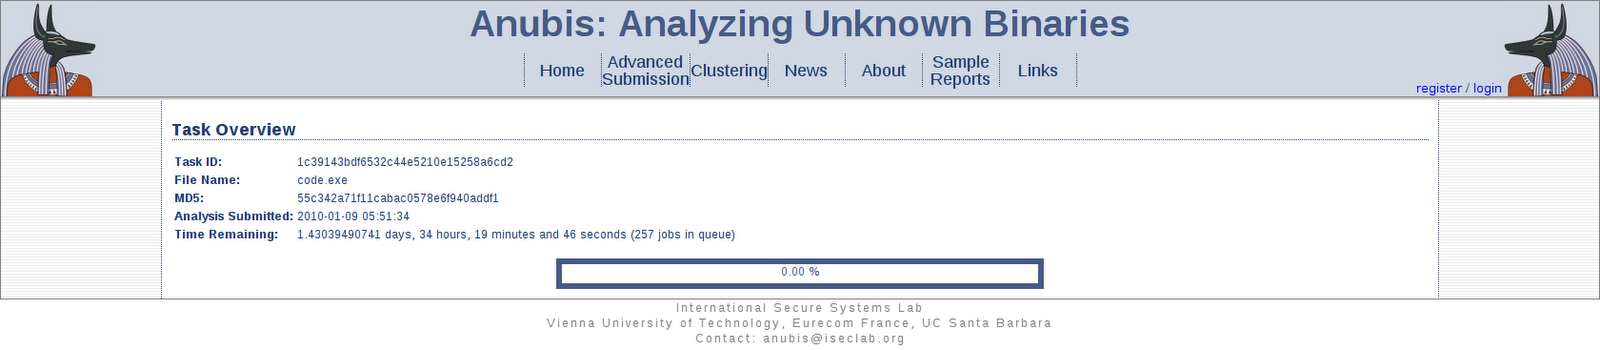 Anubis: Analyzing Unknown Binaries
Home
Advanced Submission
Clustering
News
About
Sample Reports
Links
register / login
Task Overview
Task ID: 1c39143bdf6532c44e5210e15258a6cd2
File Name: code.exe
MD5: 55c342a71f11cabac0578e6f940addf1
Analysis Submitted: 2010-01-09 05:51:34
Time Remaining: 1.43039490741 days, 34 hours, 19 minutes and 46 seconds (257 jobs in queue)
0.00 %
International Secure Systems Lab
Vienna University of Technology, Eurecom France, UC Santa Barbara
Contact: anubis@iseclab.org